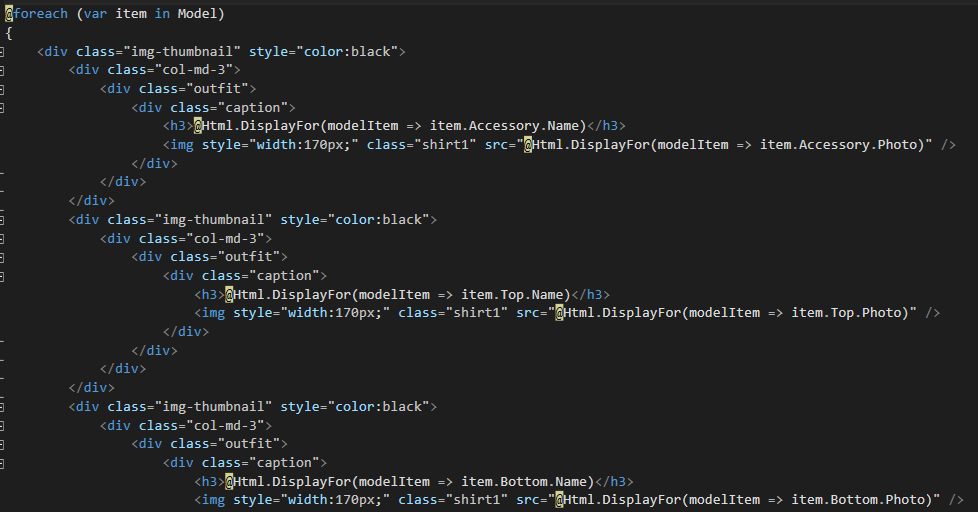 @foreach (var item in Model)
{
    <div class="img-thumbnail" style="color:black">
        <div class="col-md-3">
            <div class="outfit">
                <div class="caption">
                    <h3>@Html.DisplayFor(modelItem => item.Accessory.Name)</h3>
                    <img style="width:170px;" class="shirt1" src="@Html.DisplayFor(modelItem => item.Accessory.Photo)" />
                </div>
            </div>
        </div>
        <div class="img-thumbnail" style="color:black">
            <div class="col-md-3">
                <div class="outfit">
                    <div class="caption">
                        <h3>@Html.DisplayFor(modelItem => item.Top.Name)</h3>
                        <img style="width:170px;" class="shirt1" src="@Html.DisplayFor(modelItem => item.Top.Photo)" />
                    </div>
                </div>
            </div>
        </div>
        <div class="img-thumbnail" style="color:black">
            <div class="col-md-3">
                <div class="outfit">
                    <div class="caption">
                        <h3>@Html.DisplayFor(modelItem => item.Bottom.Name)</h3>
                        <img style="width:170px;" class="shirt1" src="@Html.DisplayFor(modelItem => item.Bottom.Photo)" />